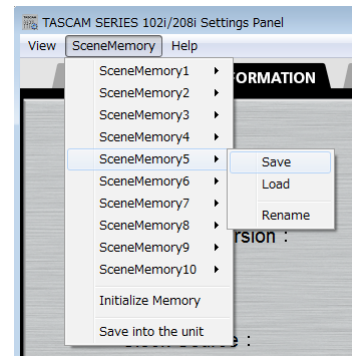 TASCAM SERIES 102i/208i Settings Panel
View SceneMemory Help
SceneMemory1
ORMATION
SceneMemory2
SceneMemory3
SceneMemory4
SceneMemory5
Save
SceneMemory6
Load
SceneMemory7
Rename
SceneMemory8
rsion :
SceneMemory9
SceneMemory10
Initialize Memory
Save into the unit